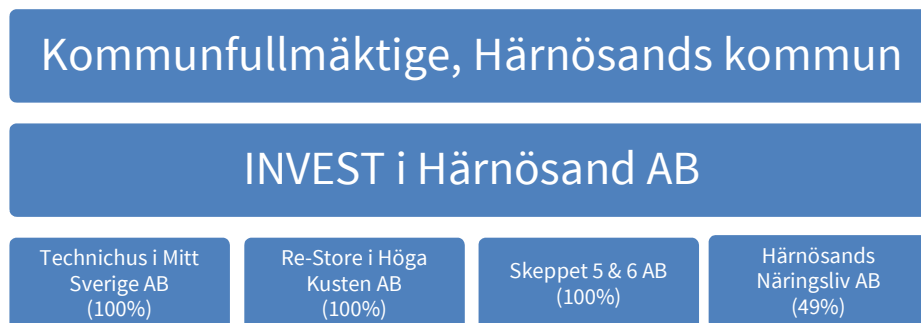 Kommunfullmäktige, Härnösands kommun
INVEST i Härnösand AB
Technichus i Mitt
Sverige AB
(100%)
Re-Store i Höga
Kusten AB
(100%)
Skeppet 5 & 6 AB
(100%)
Härnösands
Näringsliv AB
(49%)